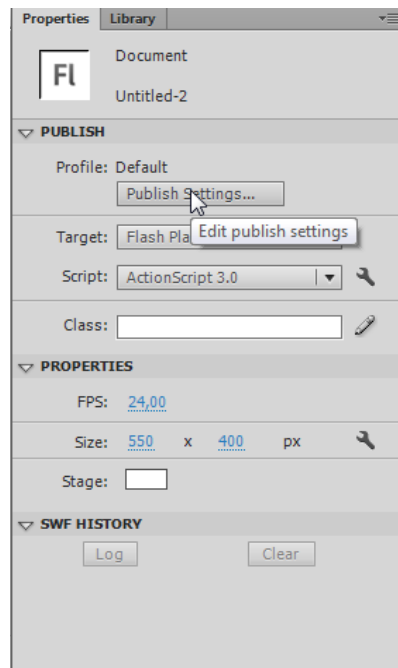 Properties Library
Fl
Document
Untitled-2
PUBLISH
Profile: Default
Publish Settings...
Edit publish settings
Target: Flash Pla
Script: ActionScript 3.0
Class:
PROPERTIES
FPS: 24,00
Size: 550 x 400 px
Stage:
SWF HISTORY
Log Clear